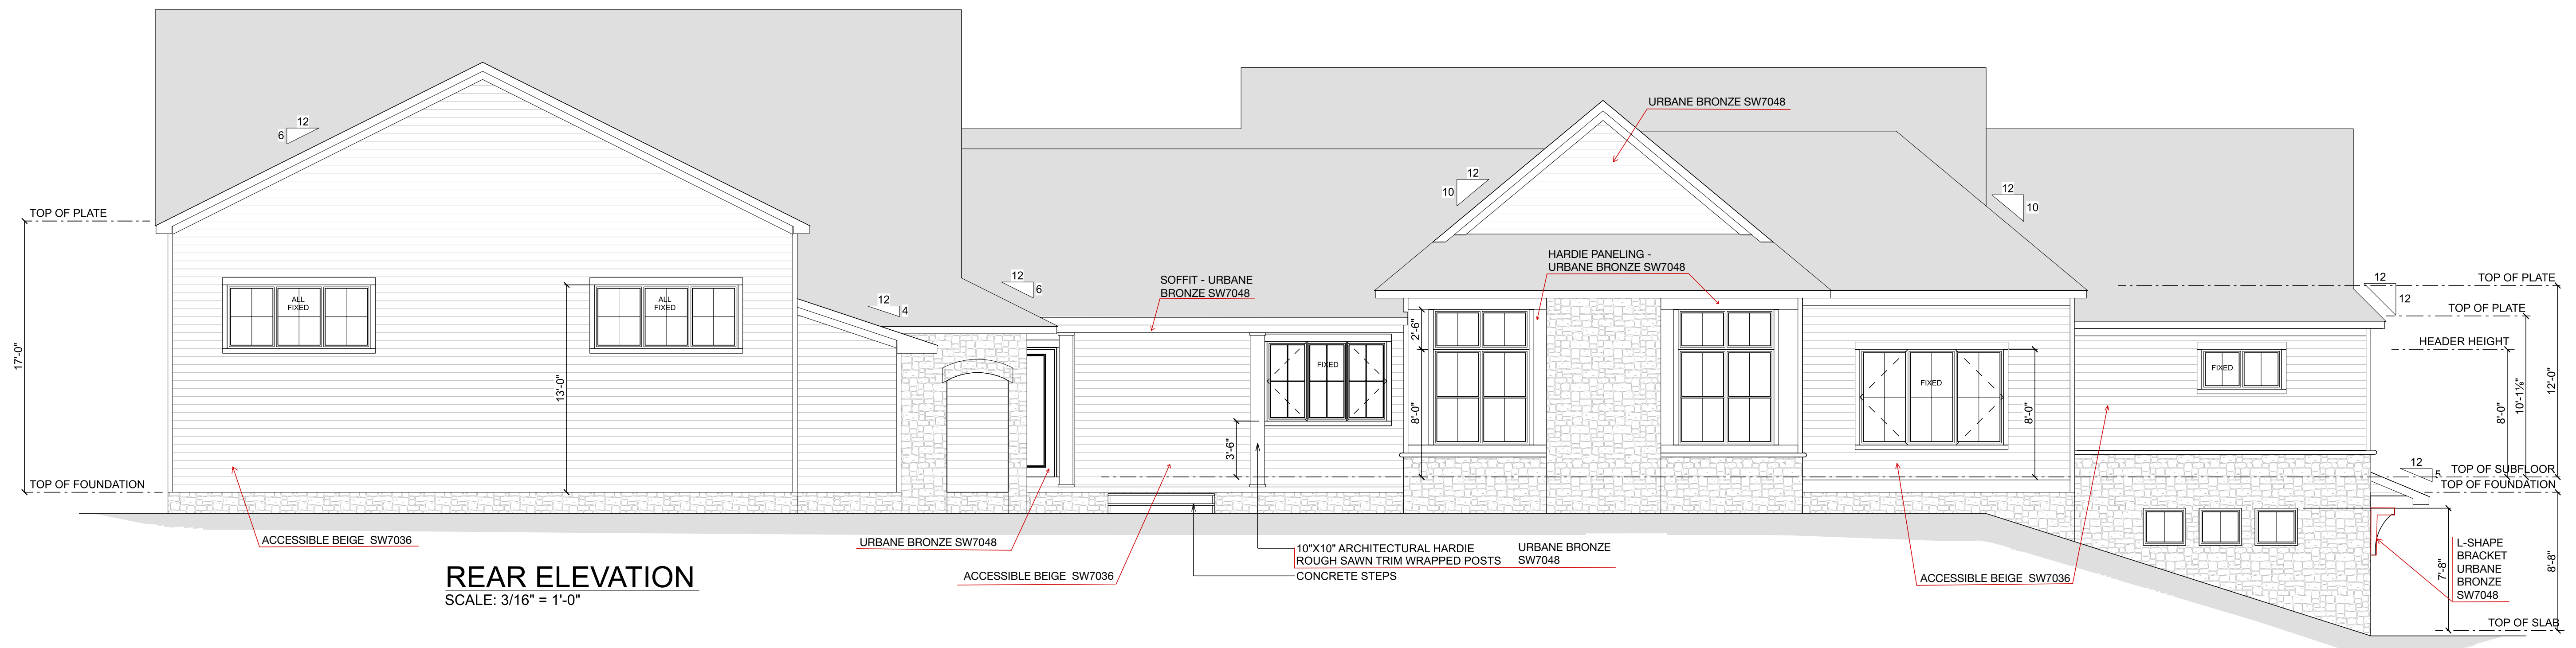 URBANE BRONZE SW7048
12
6
12
10
12
10
TOP OF PLATE
HARDIE PANELING -
URBANE BRONZE SW7048
SOFFIT - URBANE
BRONZE SW7048
12
6
12
4
12
12
TOP OF PLATE
TOP OF PLATE
HEADER HEIGHT
ALL
FIXED
ALL
FIXED
FIXED
FIXED
FIXED
17'-0"
13'-0"
3'-6"
2'-6"
8'-0"
8'-0"
8'-0"
10'-1⅛"
12'-0"
12
5
TOP OF SUBFLOOR
TOP OF FOUNDATION
TOP OF FOUNDATION
ACCESSIBLE BEIGE SW7036
URBANE BRONZE SW7048
ACCESSIBLE BEIGE SW7036
10"X10" ARCHITECTURAL HARDIE
ROUGH SAWN TRIM WRAPPED POSTS
URBANE BRONZE
SW7048
CONCRETE STEPS
ACCESSIBLE BEIGE SW7036
L-SHAPE
BRACKET
URBANE
BRONZE
SW7048
7'-8"
8'-8"
TOP OF SLAB
REAR ELEVATION
SCALE: 3/16" = 1'-0"